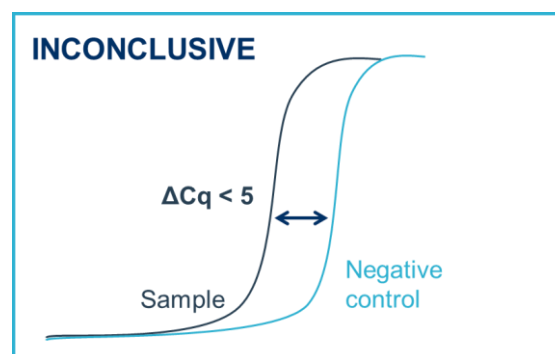 INCONCLUSIVE
ΔCq < 5
Sample
Negative
control